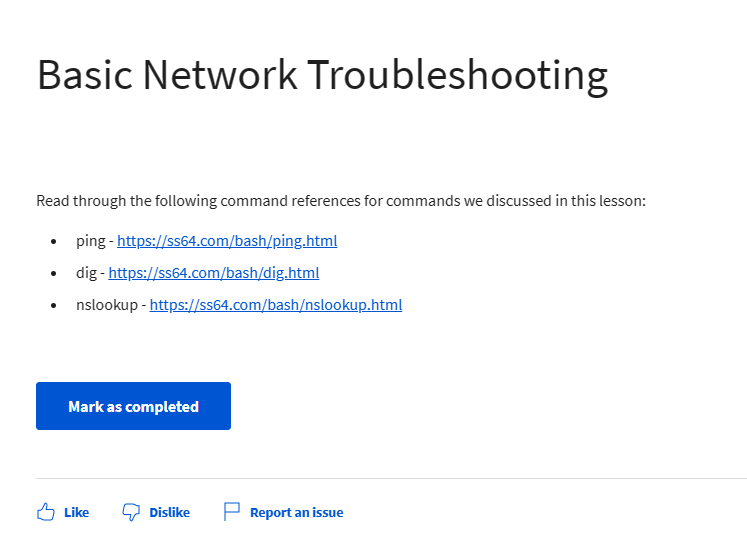 Basic Network Troubleshooting
Read through the following command references for commands we discussed in this lesson:
• ping - https://ss64.com/bash/ping.html
• dig - https://ss64.com/bash/dig.html
• nslookup - https://ss64.com/bash/nslookup.html
Mark as completed
Like Dislike Report an issue